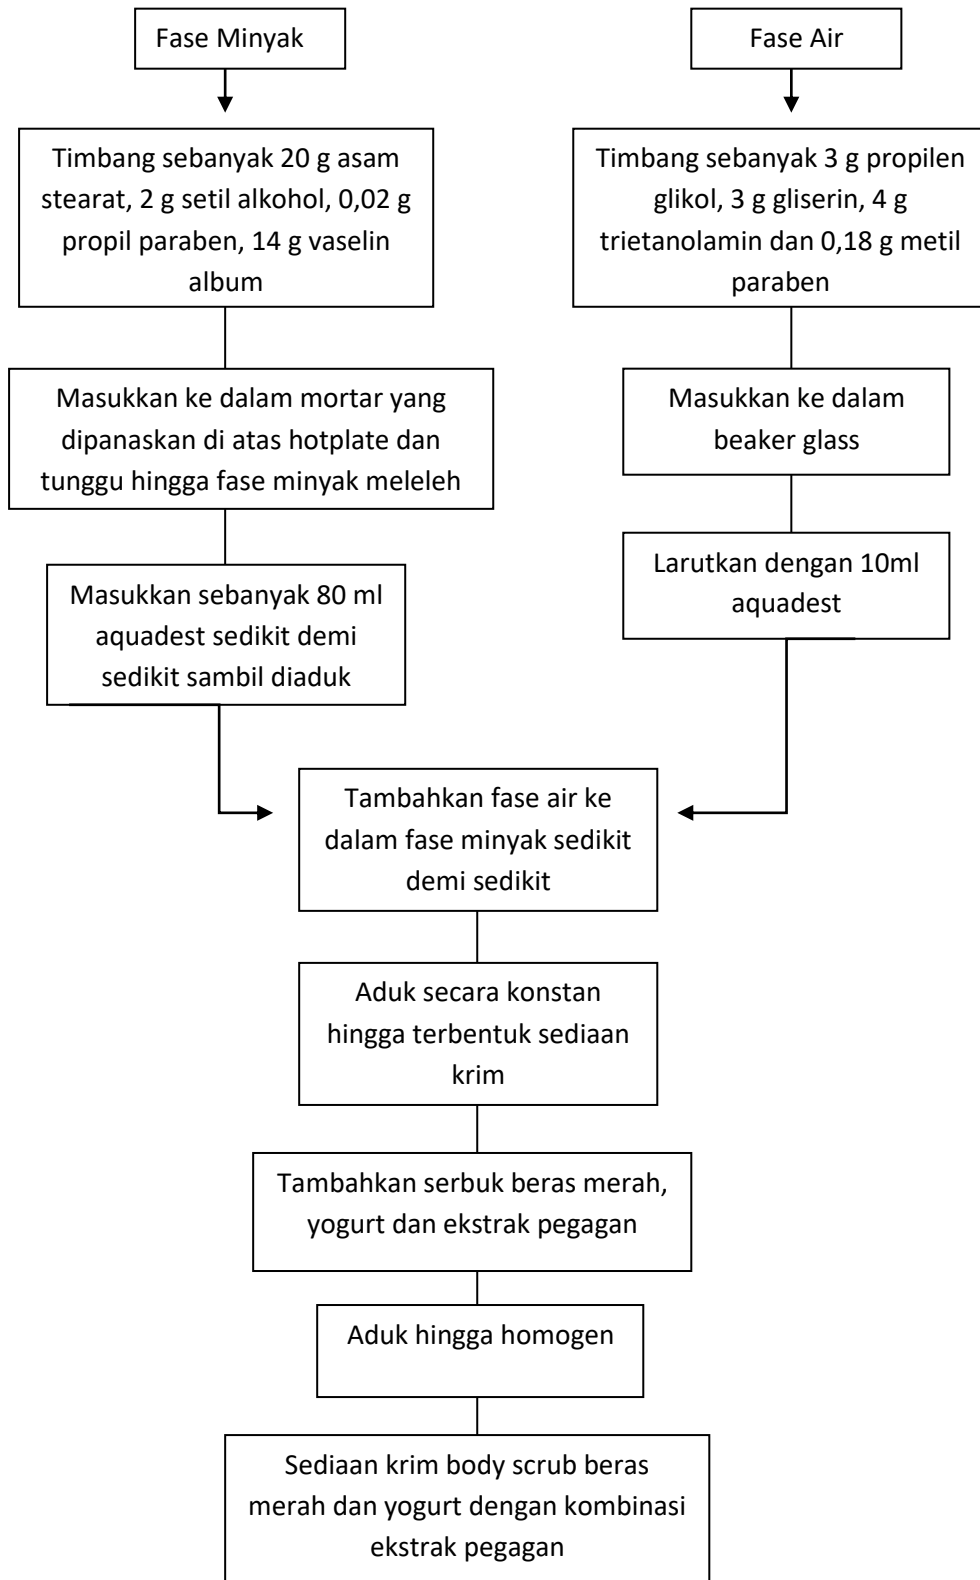 Fase Minyak
Fase Air
Timbang sebanyak 20 g asam
stearat, 2 g setil alkohol, 0,02 g
propil paraben, 14 g vaselin
album
Timbang sebanyak 3 g propilen
glikol, 3 g gliserin, 4 g
trietanolamin dan 0,18 g metil
paraben
Masukkan ke dalam mortar yang
dipanaskan di atas hotplate dan
tunggu hingga fase minyak meleleh
Masukkan ke dalam
beaker glass
Masukkan sebanyak 80 ml
aquadest sedikit demi
sedikit sambil diaduk
Larutkan dengan 10ml
aquadest
Tambahkan fase air ke
dalam fase minyak sedikit
demi sedikit
Aduk secara konstan
hingga terbentuk sediaan
krim
Tambahkan serbuk beras merah,
yogurt dan ekstrak pegagan
Aduk hingga homogen
Sediaan krim body scrub beras
merah dan yogurt dengan kombinasi
ekstrak pegagan